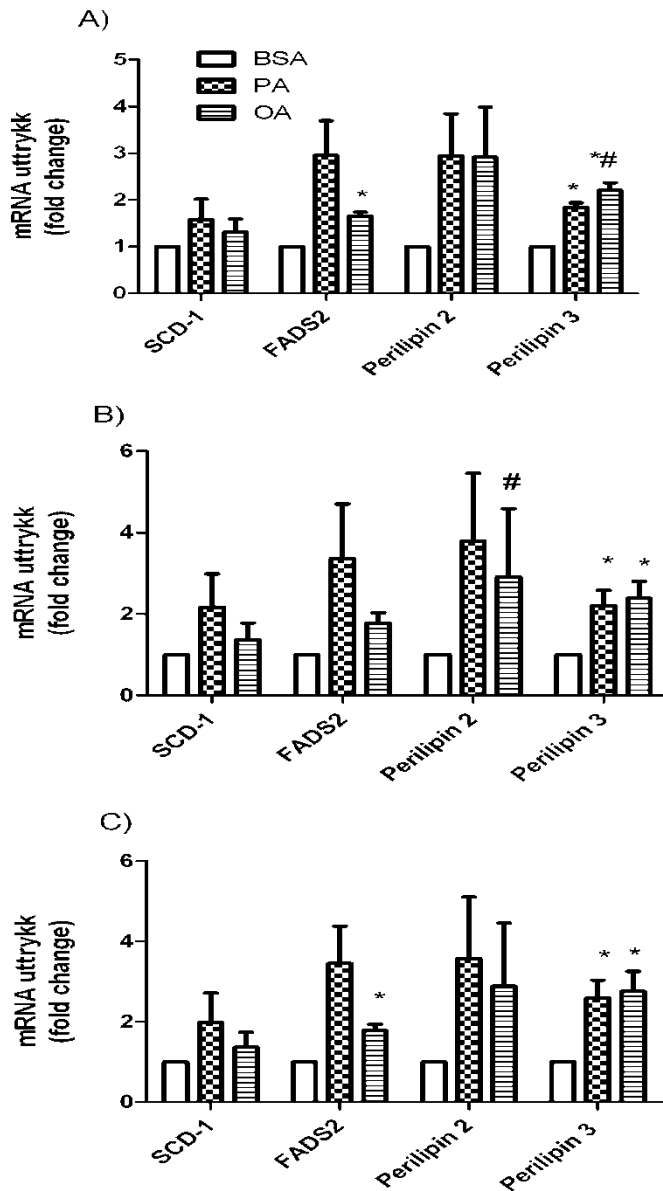 A)
BSA
PA
OA
mRNA uttrykk
(fold change)
5
4
3
2
1
0
*
*
*#
SCD-1
FADS2
Perilipin 2
Perilipin 3
B)
mRNA uttrykk
(fold change)
6
4
2
0
#
*
*
SCD-1
FADS2
Perilipin 2
Perilipin 3
C)
mRNA uttrykk
(fold change)
6
4
2
0
*
*
*
SCD-1
FADS2
Perilipin 2
Perilipin 3